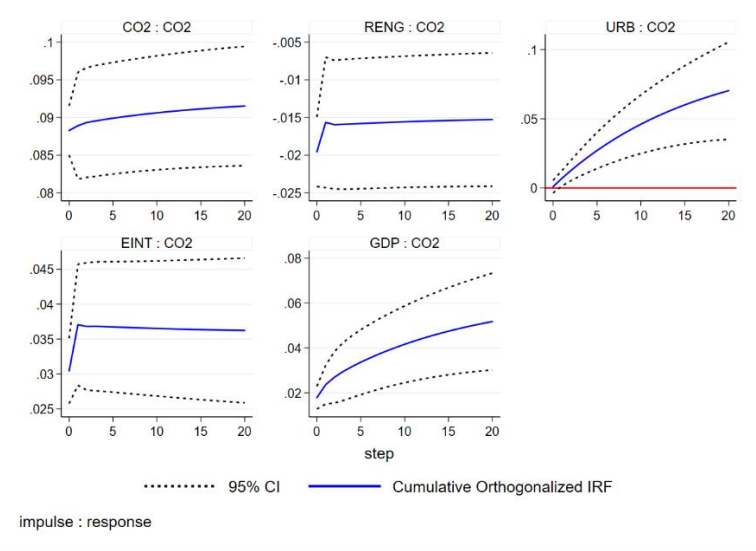 CO2 : CO2
.1
.095
.09
.085
.08
0 5 10 15 20
RENG : CO2
-.005
-.01
-.015
-.02
-.025
0 5 10 15 20
URB : CO2
.1
.05
0
0 5 10 15 20
EINT : CO2
.045
.04
.035
.03
.025
0 5 10 15 20
GDP : CO2
.08
.06
.04
.02
0 5 10 15 20
step
95% CI Cumulative Orthogonalized IRF
impulse : response